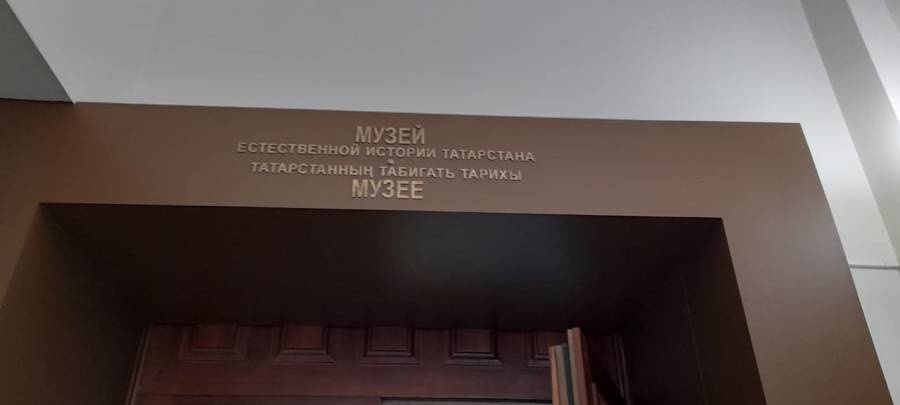 МУЗЕЙ
ЕСТЕСТВЕННОЙ ИСТОРИИ ТАТАРСТАНА
ТАТАРСТАННЫҢ ТАБИГАТЬ ТАРИХЫ
МУЗЕЕ